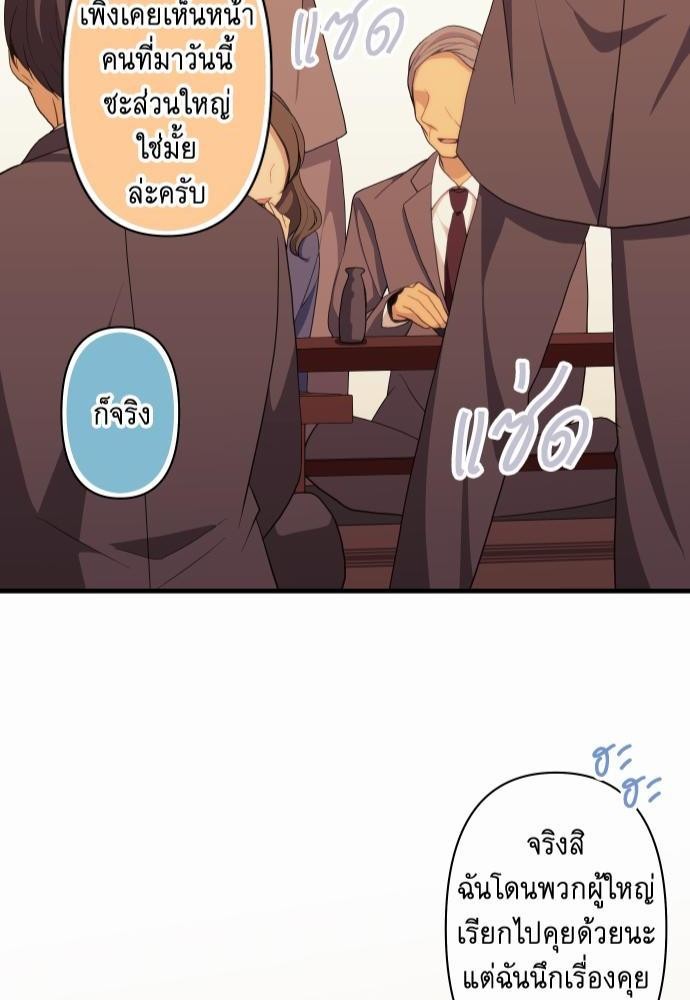 เพิ่งเคยเห็นหน้า
คนที่มาวันนี้
ซะส่วนใหญ่
ใช่มั้ย
ล่ะครับ
แซ่ด
ก็จริง
แซ่ด
ฮะ
ฮะ
จริงสิ
ฉันโดนพวกผู้ใหญ่
เรียกไปคุยด้วยนะ
แต่ฉันนึกเรื่องคุย